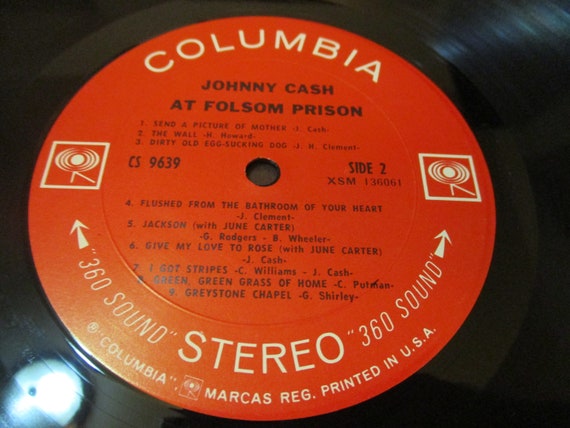 COLUMBIA
JOHNNY CASH
AT FOLSOM PRISON
1. SEND A PICTURE OF MOTHER -J. Cash-
2. THE WALL -H. Howard-
3. DIRTY OLD EGG-SUCKING DOG -J. H. Clement-
CS 9639
SIDE 2
XSM 136061
4. FLUSHED FROM THE BATHROOM OF YOUR HEART
-J. Clement-
5. JACKSON (with JUNE CARTER)
-G. Rodgers - B. Wheeler-
6. GIVE MY LOVE TO ROSE (with JUNE CARTER)
-J. Cash-
7. I GOT STRIPES -C. Williams - J. Cash-
8. GREEN, GREEN GRASS OF HOME -C. Putman-
9. GREYSTONE CHAPEL -G. Shirley-
"360 SOUND" STEREO "360 SOUND"
® "COLUMBIA", MARCAS REG. PRINTED IN U.S.A.